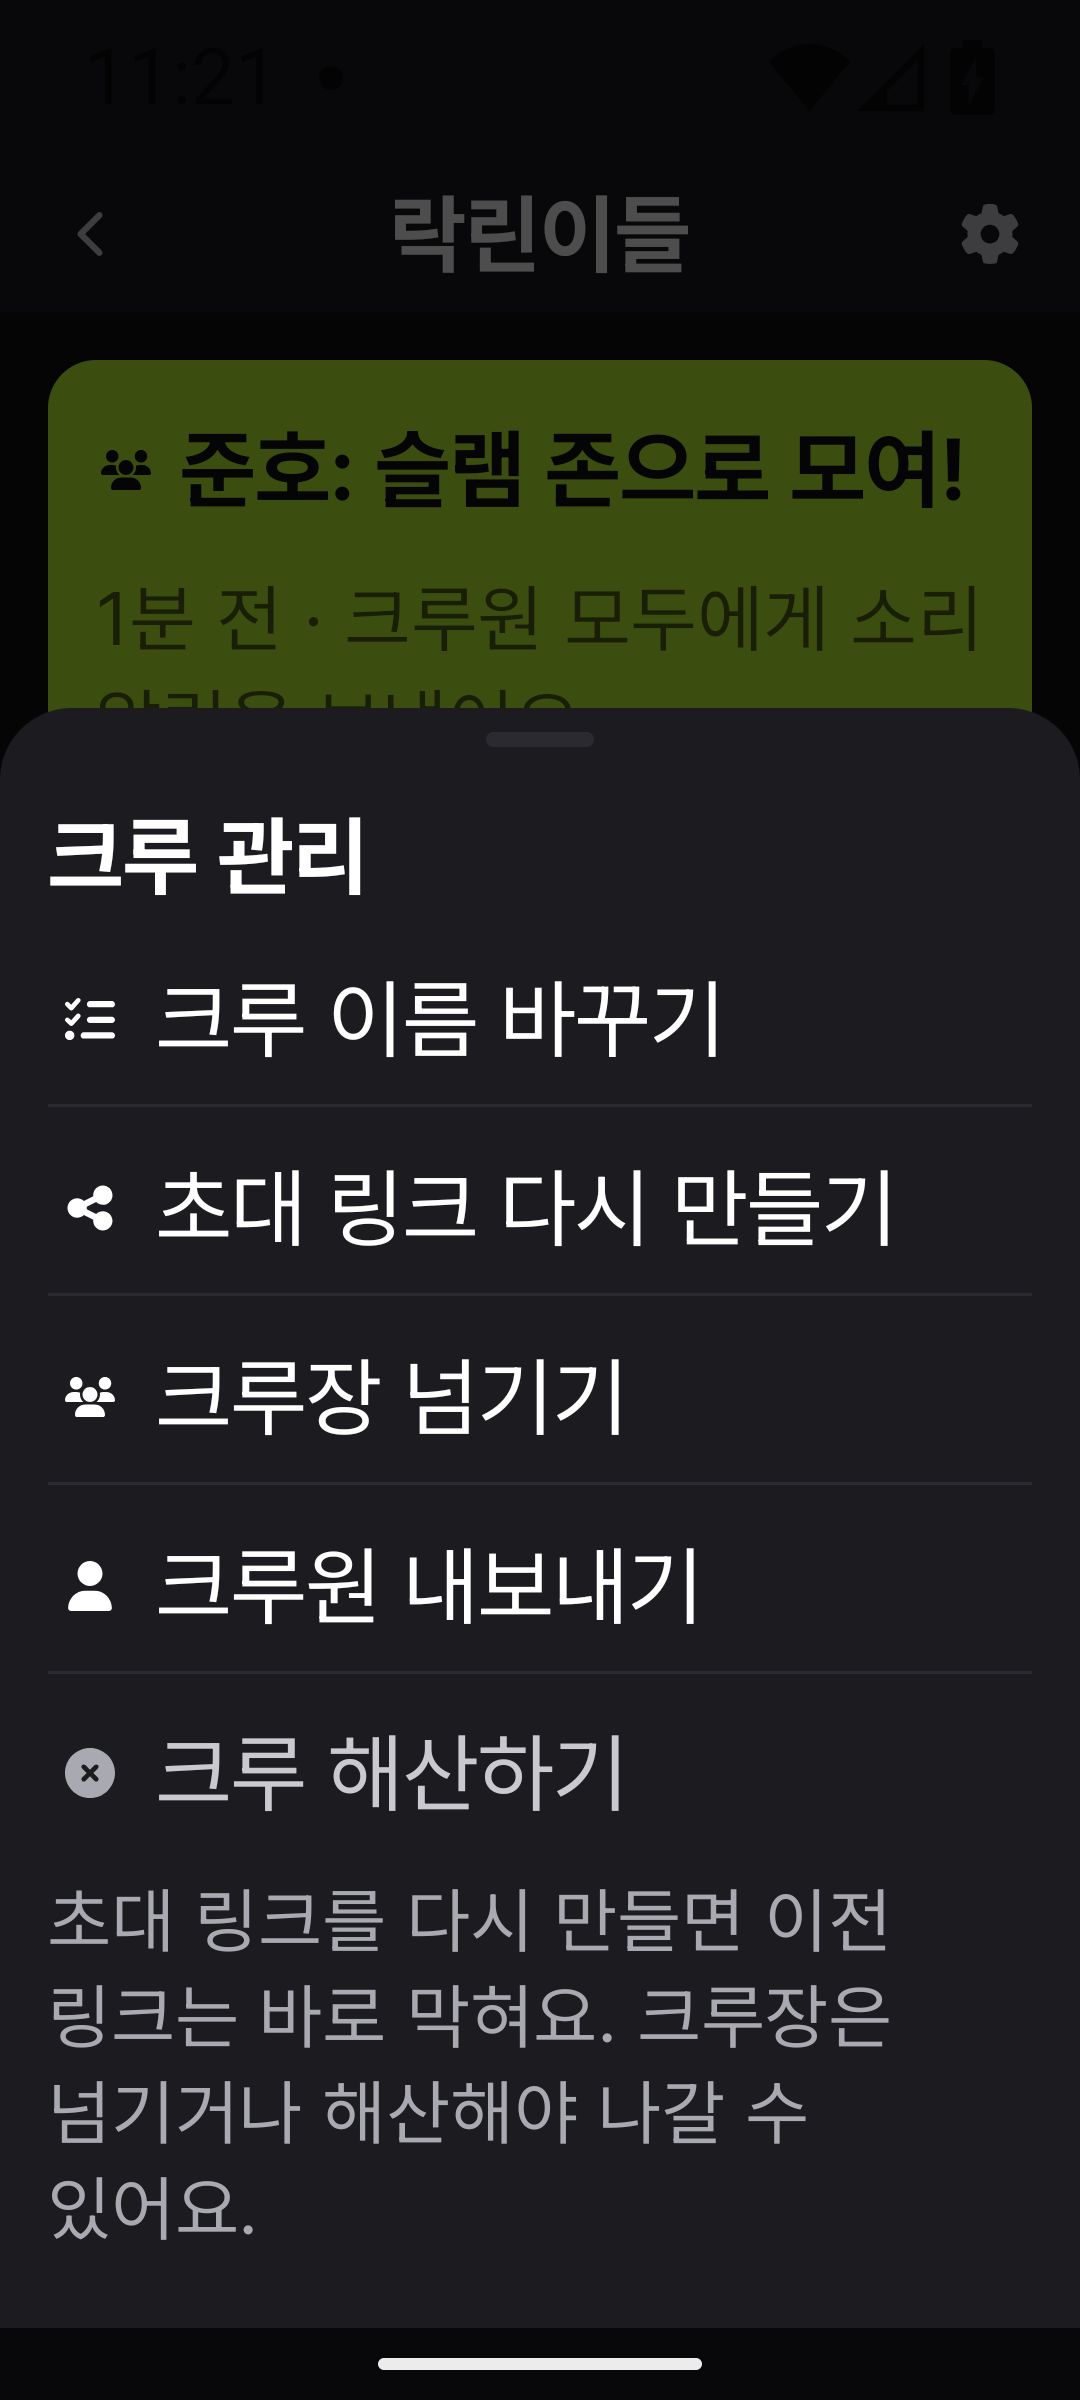 11:21
락린이들
준호: 슬램 존으로 모여!
1분 전 · 크루원 모두에게 소리
크루 관리
크루 이름 바꾸기
초대 링크 다시 만들기
크루장 넘기기
크루원 내보내기
크루 해산하기
초대 링크를 다시 만들면 이전
링크는 바로 막혀요. 크루장은
넘기거나 해산해야 나갈 수
있어요.